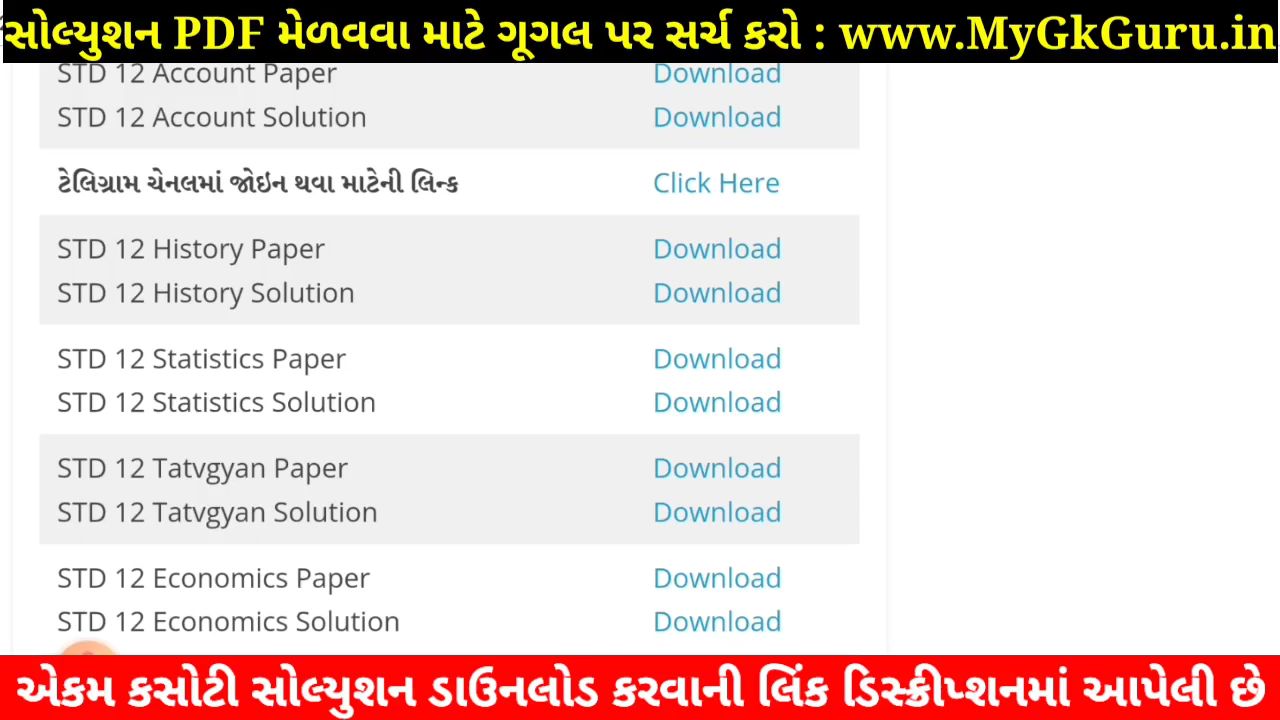 સોલ્યુશન PDF મેળવવા માટે ગૂગલ પર સર્ચ કરો : www.MyGkGuru.in
STD 12 Account Paper Download
STD 12 Account Solution Download
ટેલિગ્રામ ચેનલમાં જોઇન થવા માટેની લિન્ક Click Here
STD 12 History Paper Download
STD 12 History Solution Download
STD 12 Statistics Paper Download
STD 12 Statistics Solution Download
STD 12 Tatvgyan Paper Download
STD 12 Tatvgyan Solution Download
STD 12 Economics Paper Download
STD 12 Economics Solution Download
એકમ કસોટી સોલ્યુશન ડાઉનલોડ કરવાની લિંક ડિસ્ક્રીપ્શનમાં આપેલી છે